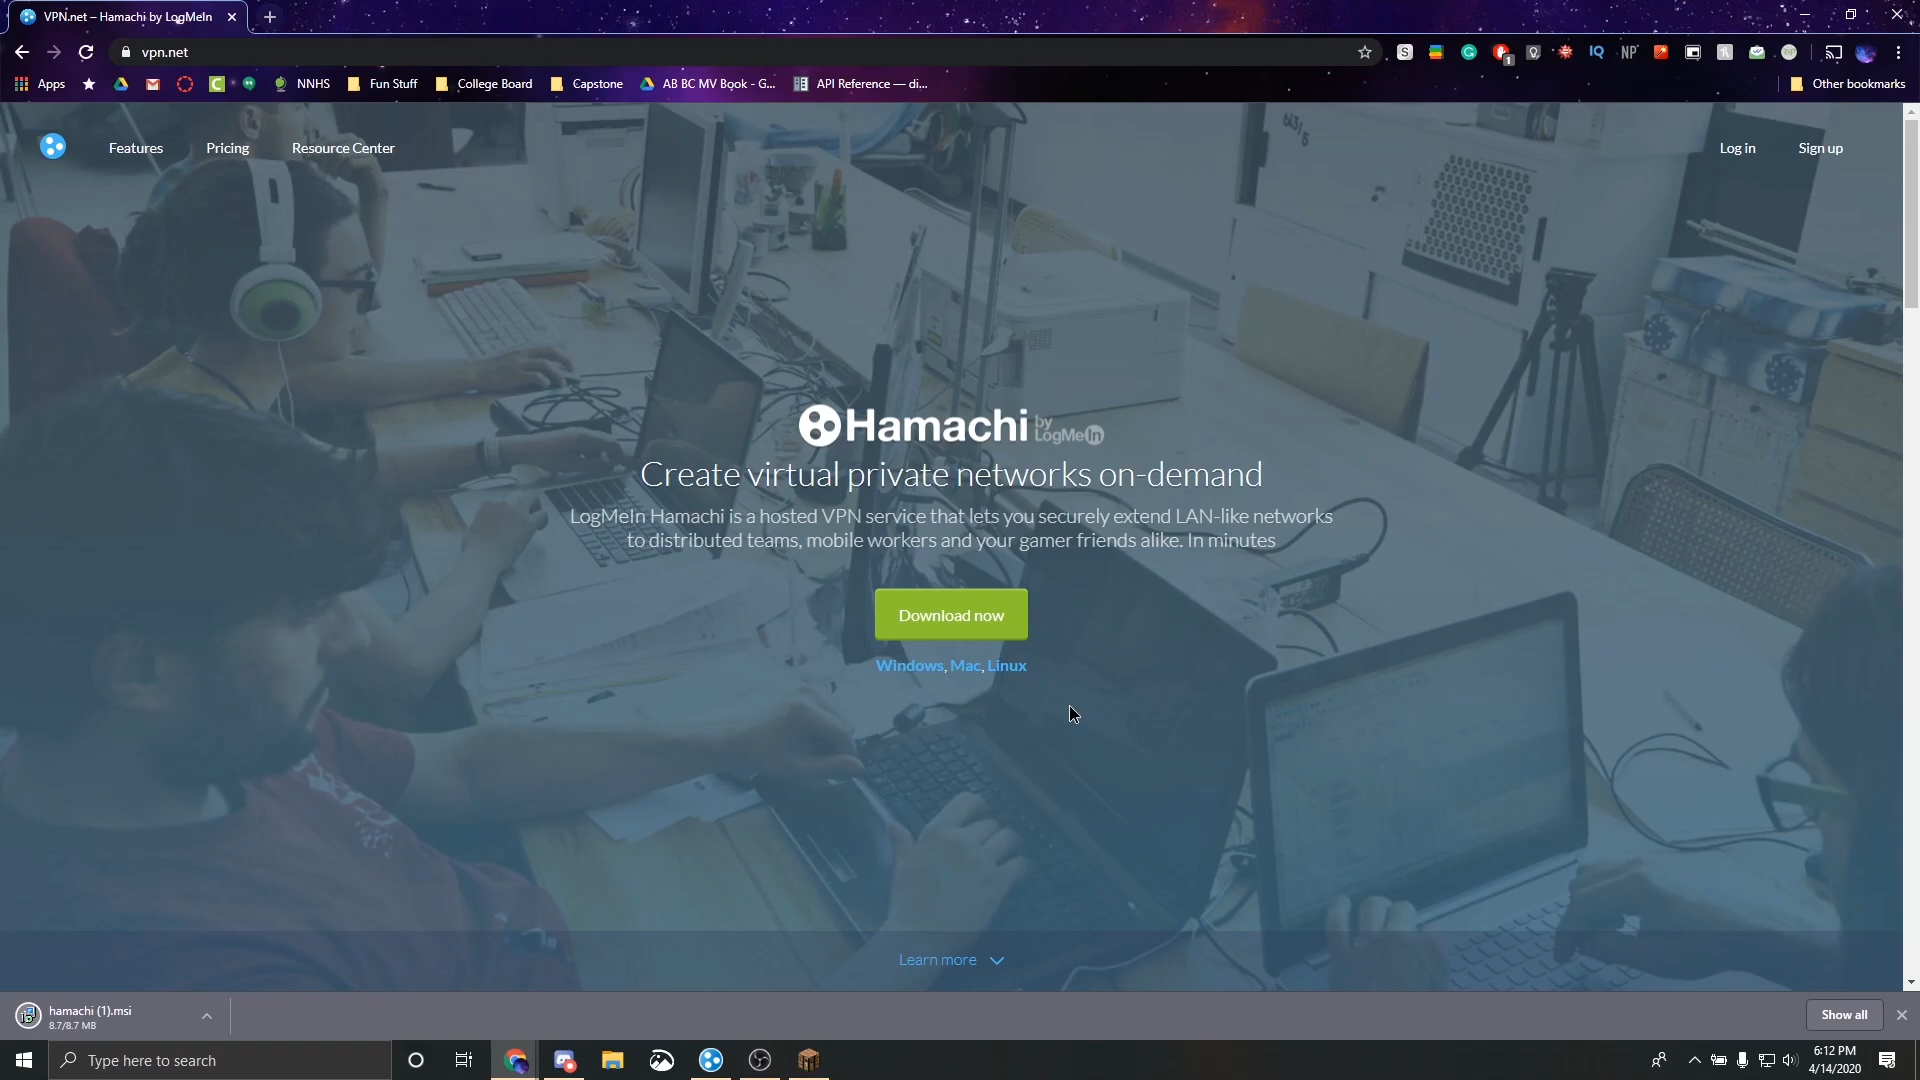 VPN.net – Hamachi by LogMeIn
vpn.net
Apps
NNHS
Fun Stuff
College Board
Capstone
AB BC MV Book - G...
API Reference — di...
Other bookmarks
Features
Pricing
Resource Center
Log in
Sign up
Hamachi by LogMeIn
Create virtual private networks on-demand
LogMeIn Hamachi is a hosted VPN service that lets you securely extend LAN-like networks
to distributed teams, mobile workers and your gamer friends alike. In minutes
Download now
Windows, Mac, Linux
Learn more
hamachi (1).msi
8.7/8.7 MB
Show all
Type here to search
6:12 PM
4/14/2020